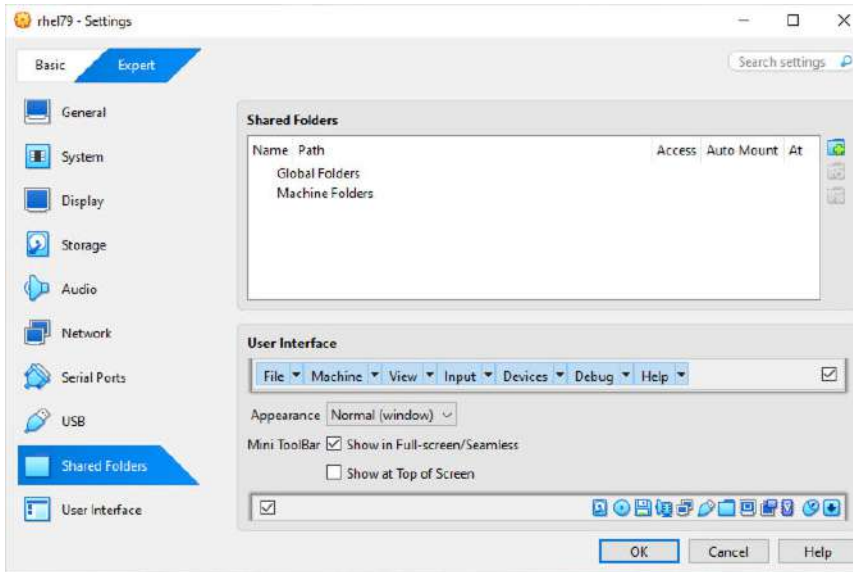 rhel79 - Settings
Basic
Expert
Search settings
General
System
Display
Storage
Audio
Network
Serial Ports
USB
Shared Folders
User Interface
Shared Folders
Name Path Access Auto Mount At
Global Folders
Machine Folders
User Interface
File Machine View Input Devices Debug Help
Appearance Normal (window)
Mini ToolBar Show in Full-screen/Seamless
Show at Top of Screen
OK Cancel Help